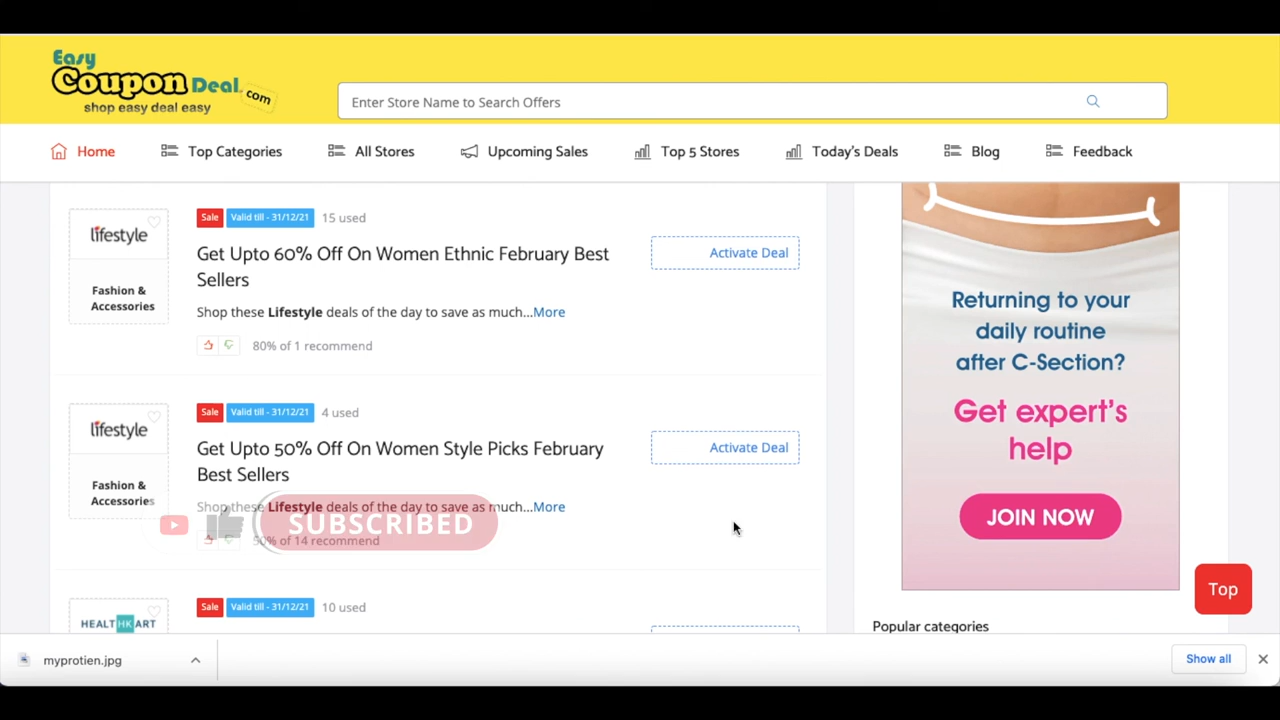 Easy
Coupon Deal.com
shop easy deal easy
Enter Store Name to Search Offers
Home
Top Categories
All Stores
Upcoming Sales
Top 5 Stores
Today's Deals
Blog
Feedback
lifestyle
Fashion &
Accessories
Sale Valid till - 31/12/21 15 used
Get Upto 60% Off On Women Ethnic February Best
Sellers
Shop these Lifestyle deals of the day to save as much...More
80% of 1 recommend
Activate Deal
lifestyle
Fashion &
Accessories
Sale Valid till - 31/12/21 4 used
Get Upto 50% Off On Women Style Picks February
Best Sellers
Shop these Lifestyle deals of the day to save as much...More
50% of 14 recommend
Activate Deal
SUBSCRIBED
HEALTHKART
Sale Valid till - 31/12/21 10 used
Returning to your
daily routine
after C-Section?
Get expert's
help
JOIN NOW
Top
Popular categories
myprotien.jpg
Show all